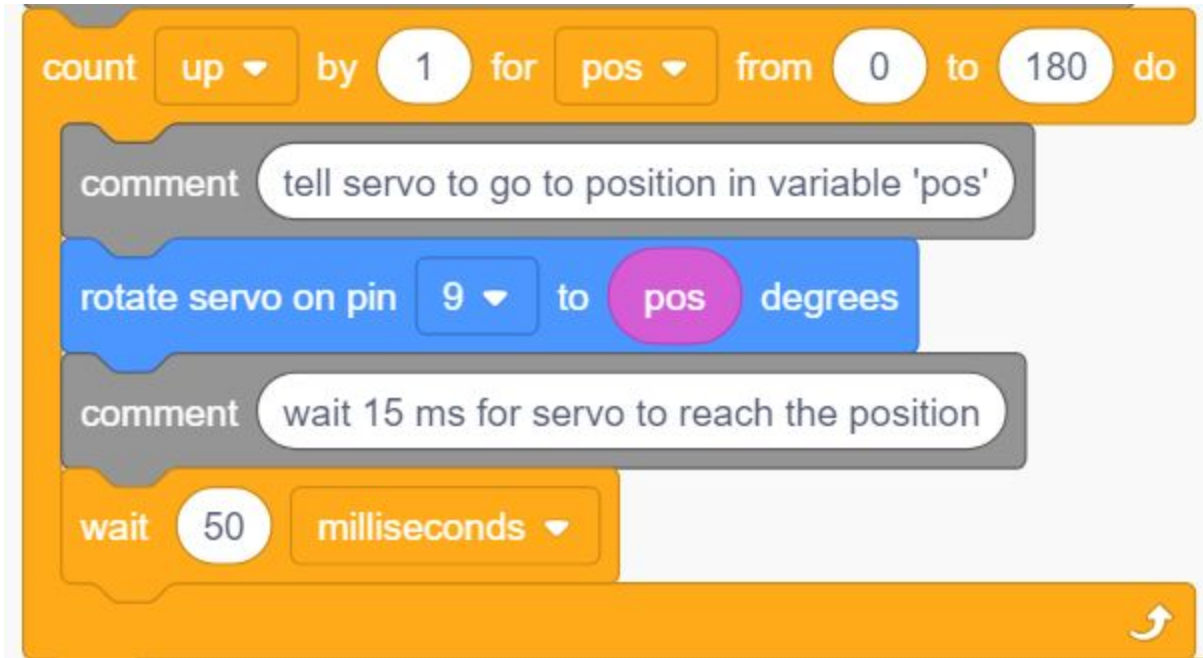 count up by 1 for pos from 0 to 180 do
comment tell servo to go to position in variable 'pos'
rotate servo on pin 9 to pos degrees
comment wait 15 ms for servo to reach the position
wait 50 milliseconds